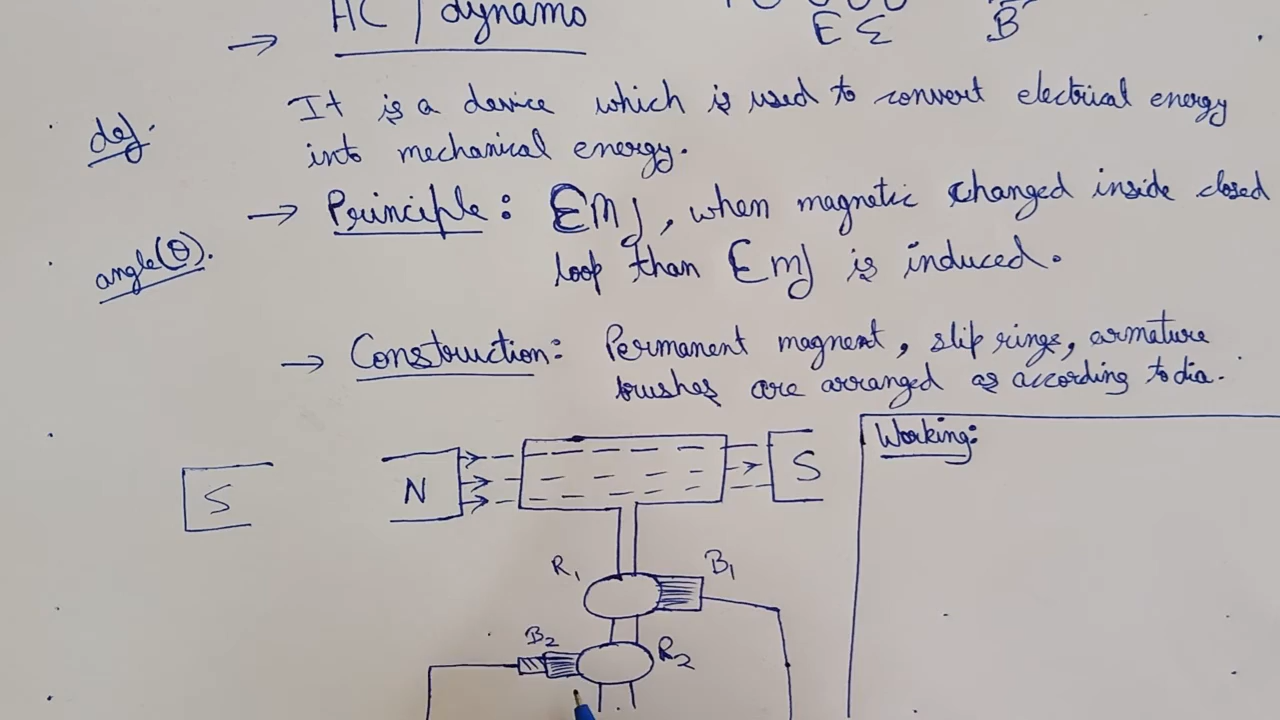 AC / dynamo
E E
B
def.
It is a device which is used to convert electrical energy
into mechanical energy.
→ Principle: EMf, when magnetic changed inside closed
loop than Emf is induced.
angle(θ).
→ Construction: Permanent magnent, slip rings, armature
brushes are arranged as according to dia.
Working:
S
N
S
R1
B1
B2
R2